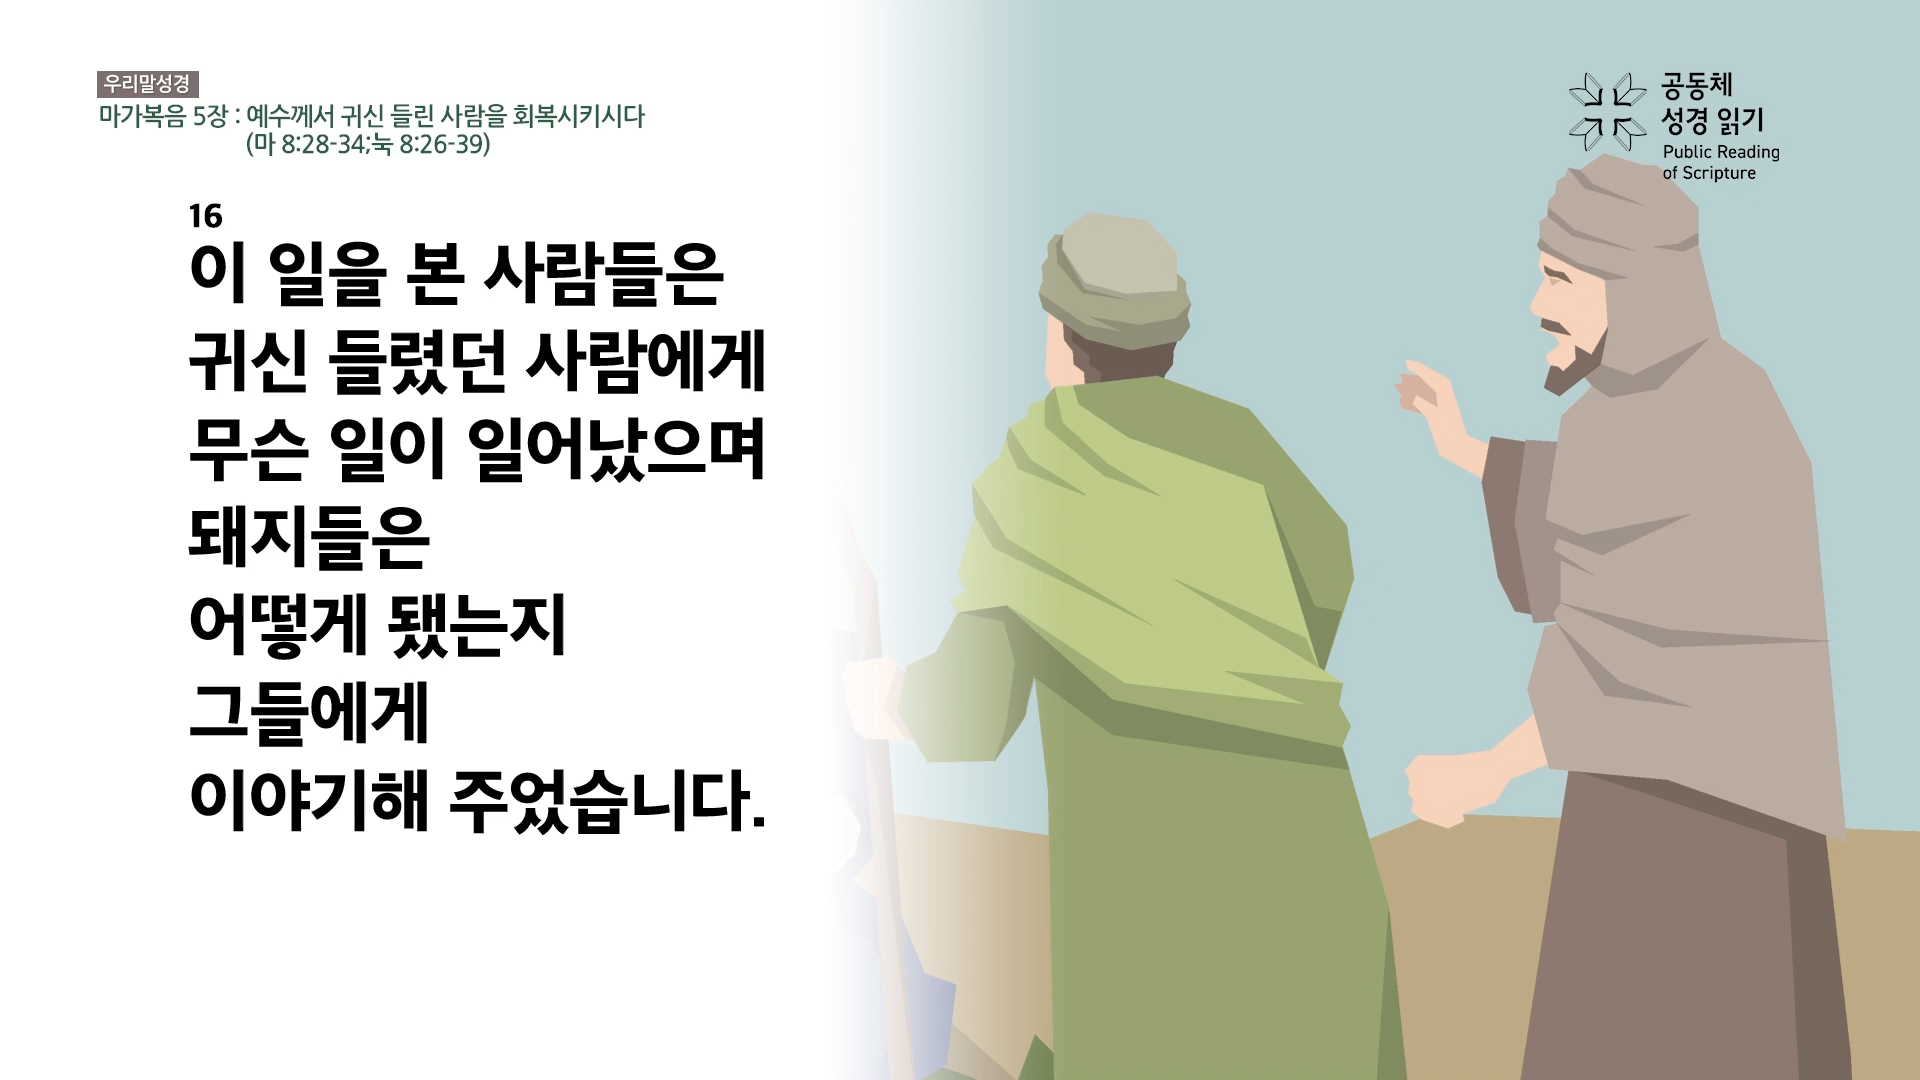 우리말성경
마가복음 5장 : 예수께서 귀신 들린 사람을 회복시키시다
(마 8:28-34;눅 8:26-39)
16
이 일을 본 사람들은
귀신 들렸던 사람에게
무슨 일이 일어났으며
돼지들은
어떻게 됐는지
그들에게
이야기해 주었습니다.
공동체
성경 읽기
Public Reading
of Scripture